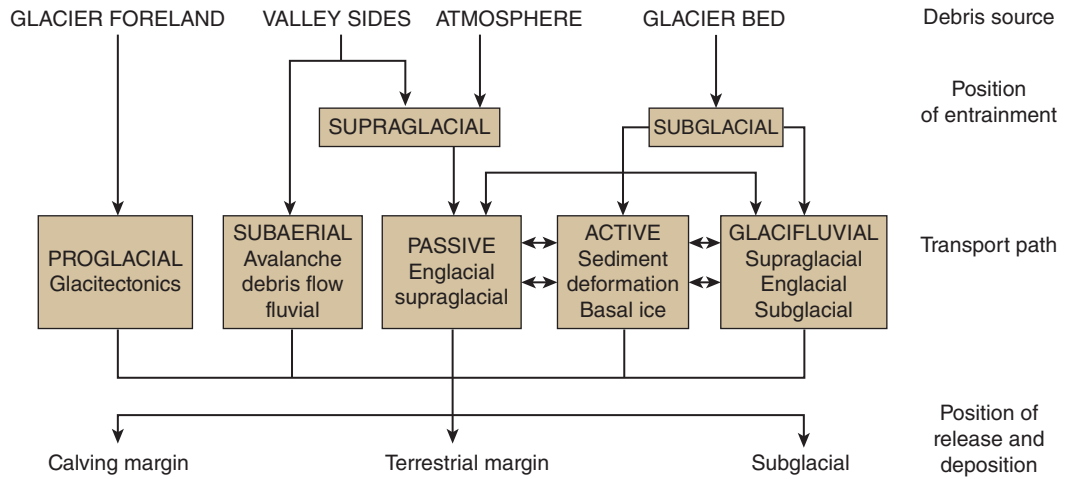 GLACIER FORELAND
VALLEY SIDES
ATMOSPHERE
GLACIER BED
Debris source
Position
of entrainment
SUPRAGLACIAL
SUBGLACIAL
PROGLACIAL
Glacitectonics
SUBAERIAL
Avalanche
debris flow
fluvial
PASSIVE
Englacial
supraglacial
ACTIVE
Sediment
deformation
Basal ice
GLACIFLUVIAL
Supraglacial
Englacial
Subglacial
Transport path
Calving margin
Terrestrial margin
Subglacial
Position of
release and
deposition